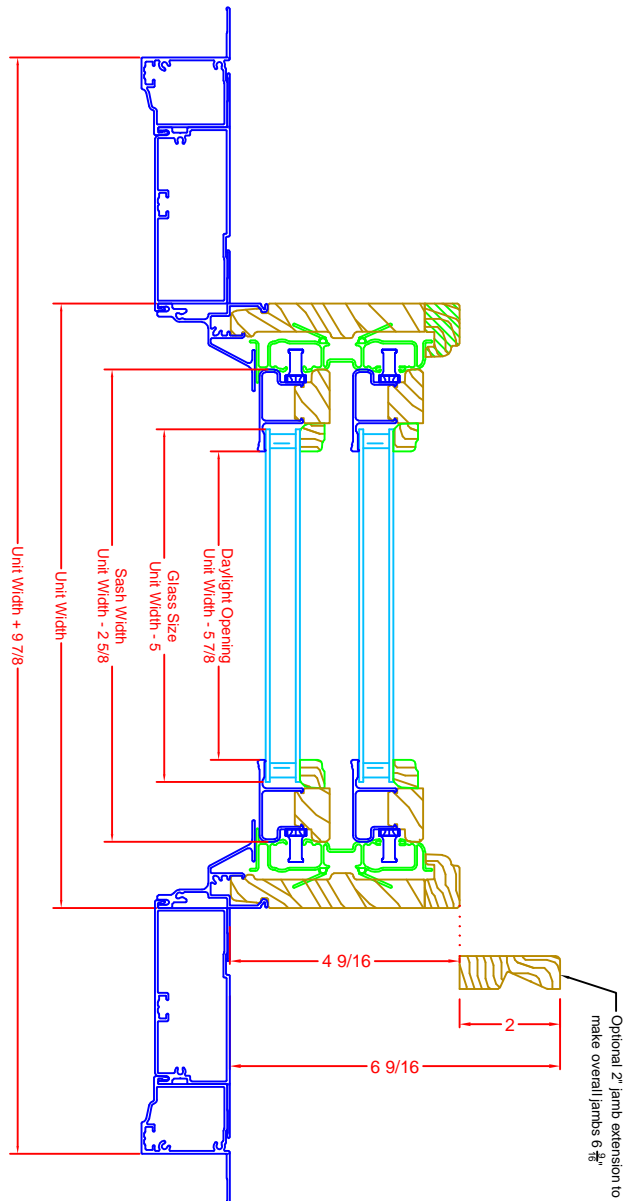 Optional 2" jamb extension to
make overall jambs 6 9/16"
4 9/16
2
6 9/16
Daylight Opening
Unit Width - 5 7/8
Glass Size
Unit Width - 5
Sash Width
Unit Width - 2 5/8
Unit Width
Unit Width + 9 7/8